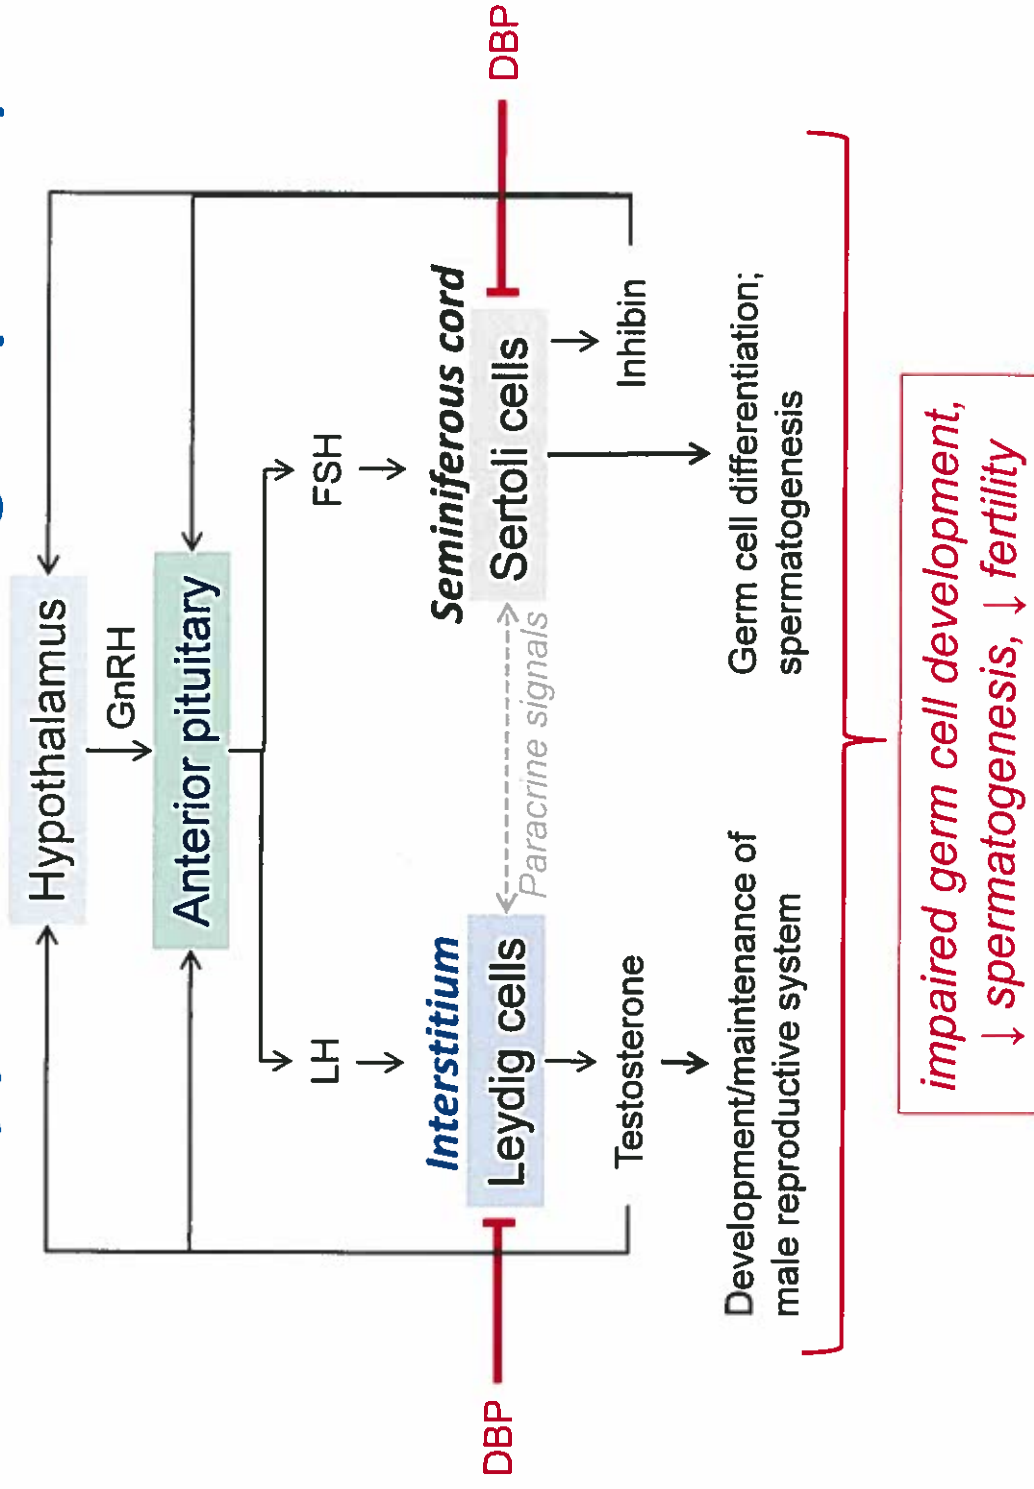 Hypothalamus
GnRH
Anterior pituitary
LH
FSH
Interstitium
Seminiferous cord
DBP
Leydig cells
Paracrine signals
Sertoli cells
DBP
Testosterone
Inhibin
Development/maintenance of
male reproductive system
Germ cell differentiation;
spermatogenesis
impaired germ cell development,
↓ spermatogenesis, ↓ fertility